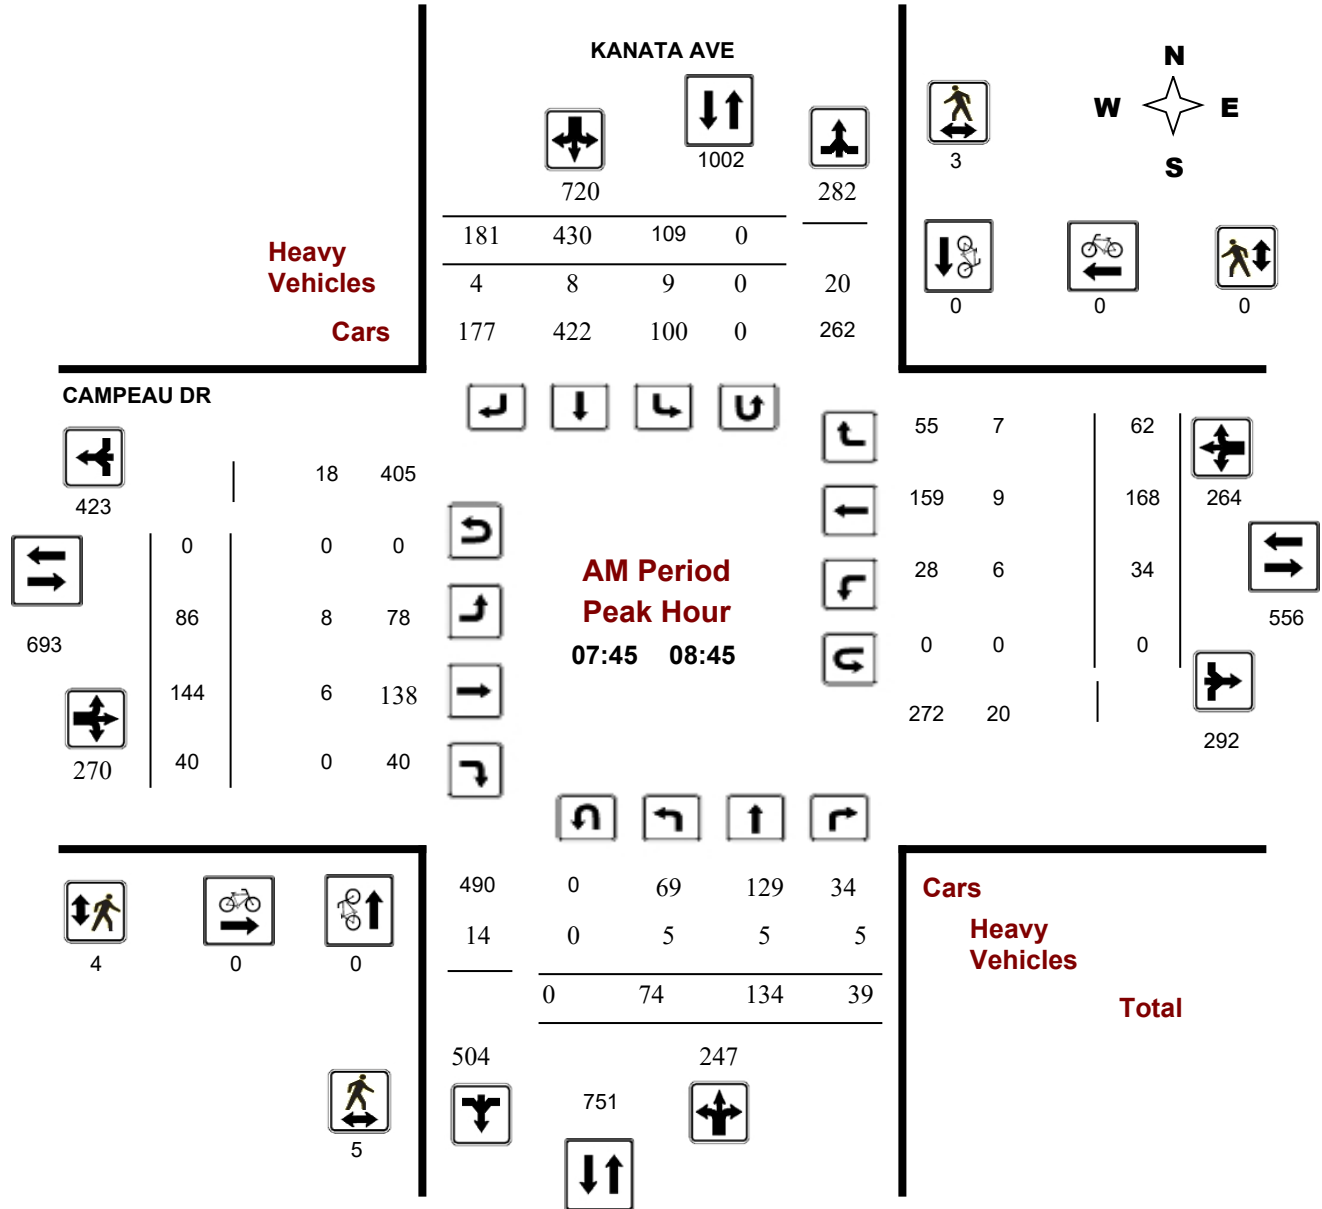 KANATA AVE
N
W E
S
1002
3
720
282
181 430 109 0
Heavy
Vehicles
4 8 9 0 20
0 0 0
Cars
177 422 100 0 262
CAMPEAU DR
55 7 62
18 405
423
159 9 168 264
0 0 0
AM Period
28 6 34
Peak Hour
86 8 78
556
693
07:45 08:45
0 0 0
144 6 138
272 20
292
270 40 0 40
490 0 69 129 34
Cars
14 0 5 5 5
Heavy
Vehicles
4 0 0
0 74 134 39
Total
504 247
751
5